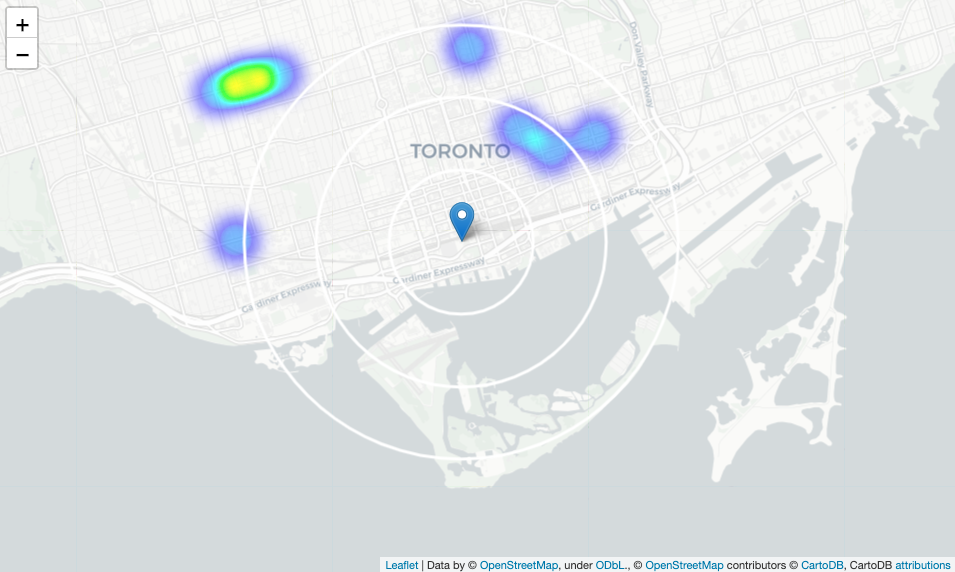 +
−
Don Valley Parkway
TORONTO
Gardiner Expressway
Gardiner Expressway
Gardiner Expressway
Leaflet | Data by © OpenStreetMap, under ODbL., © OpenStreetMap contributors © CartoDB, CartoDB attributions